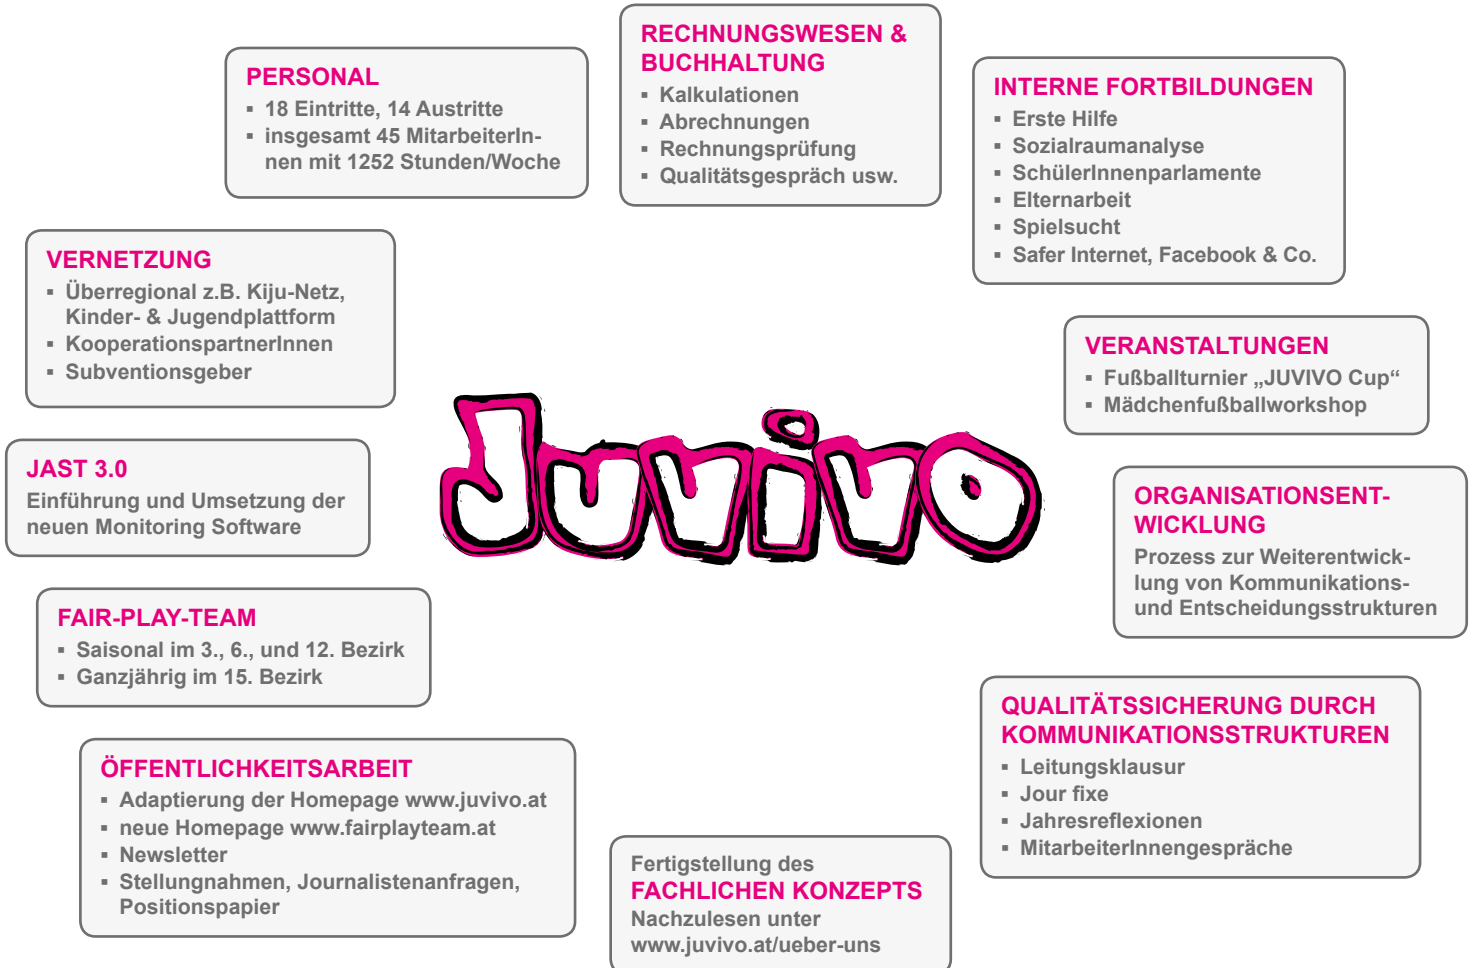 RECHNUNGSWESEN &
BUCHHALTUNG
▪ Kalkulationen
▪ Abrechnungen
▪ Rechnungsprüfung
▪ Qualitätsgespräch usw.
PERSONAL
▪ 18 Eintritte, 14 Austritte
▪ insgesamt 45 MitarbeiterIn-
nen mit 1252 Stunden/Woche
INTERNE FORTBILDUNGEN
▪ Erste Hilfe
▪ Sozialraumanalyse
▪ SchülerInnenparlamente
▪ Elternarbeit
▪ Spielsucht
▪ Safer Internet, Facebook & Co.
VERNETZUNG
▪ Überregional z.B. Kiju-Netz,
Kinder- & Jugendplattform
▪ KooperationspartnerInnen
▪ Subventionsgeber
VERANSTALTUNGEN
▪ Fußballturnier „JUVIVO Cup“
▪ Mädchenfußballworkshop
Juvivo
JAST 3.0
Einführung und Umsetzung der
neuen Monitoring Software
ORGANISATIONSENT-
WICKLUNG
Prozess zur Weiterentwick-
lung von Kommunikations-
und Entscheidungsstrukturen
FAIR-PLAY-TEAM
▪ Saisonal im 3., 6., und 12. Bezirk
▪ Ganzjährig im 15. Bezirk
QUALITÄTSSICHERUNG DURCH
KOMMUNIKATIONSSTRUKTUREN
▪ Leitungsklausur
▪ Jour fixe
▪ Jahresreflexionen
▪ MitarbeiterInnengespräche
ÖFFENTLICHKEITSARBEIT
▪ Adaptierung der Homepage www.juvivo.at
▪ neue Homepage www.fairplayteam.at
▪ Newsletter
▪ Stellungnahmen, Journalistenanfragen,
Positionspapier
Fertigstellung des
FACHLICHEN KONZEPTS
Nachzulesen unter
www.juvivo.at/ueber-uns